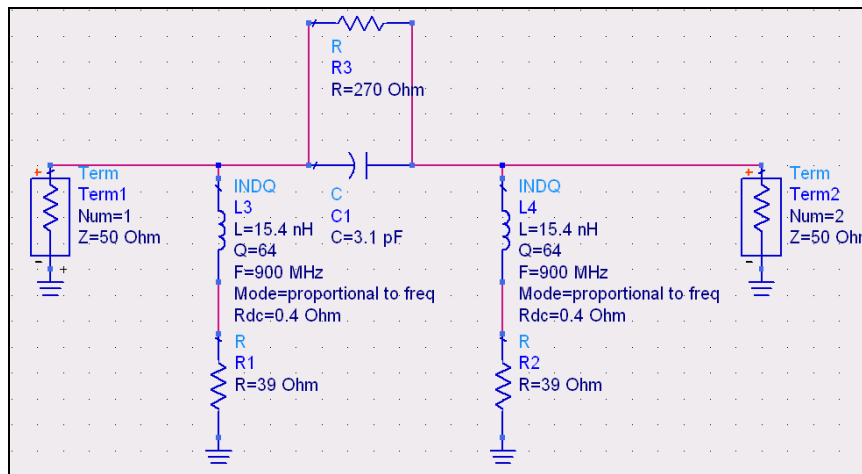 R
R3
R=270 Ohm
Term
Term1
Num=1
Z=50 Ohm
INDQ
L3
L=15.4 nH
Q=64
F=900 MHz
Mode=proportional to freq
Rdc=0.4 Ohm
C
C1
C=3.1 pF
INDQ
L4
L=15.4 nH
Q=64
F=900 MHz
Mode=proportional to freq
Rdc=0.4 Ohm
Term
Term2
Num=2
Z=50 Ohm
R
R1
R=39 Ohm
R
R2
R=39 Ohm